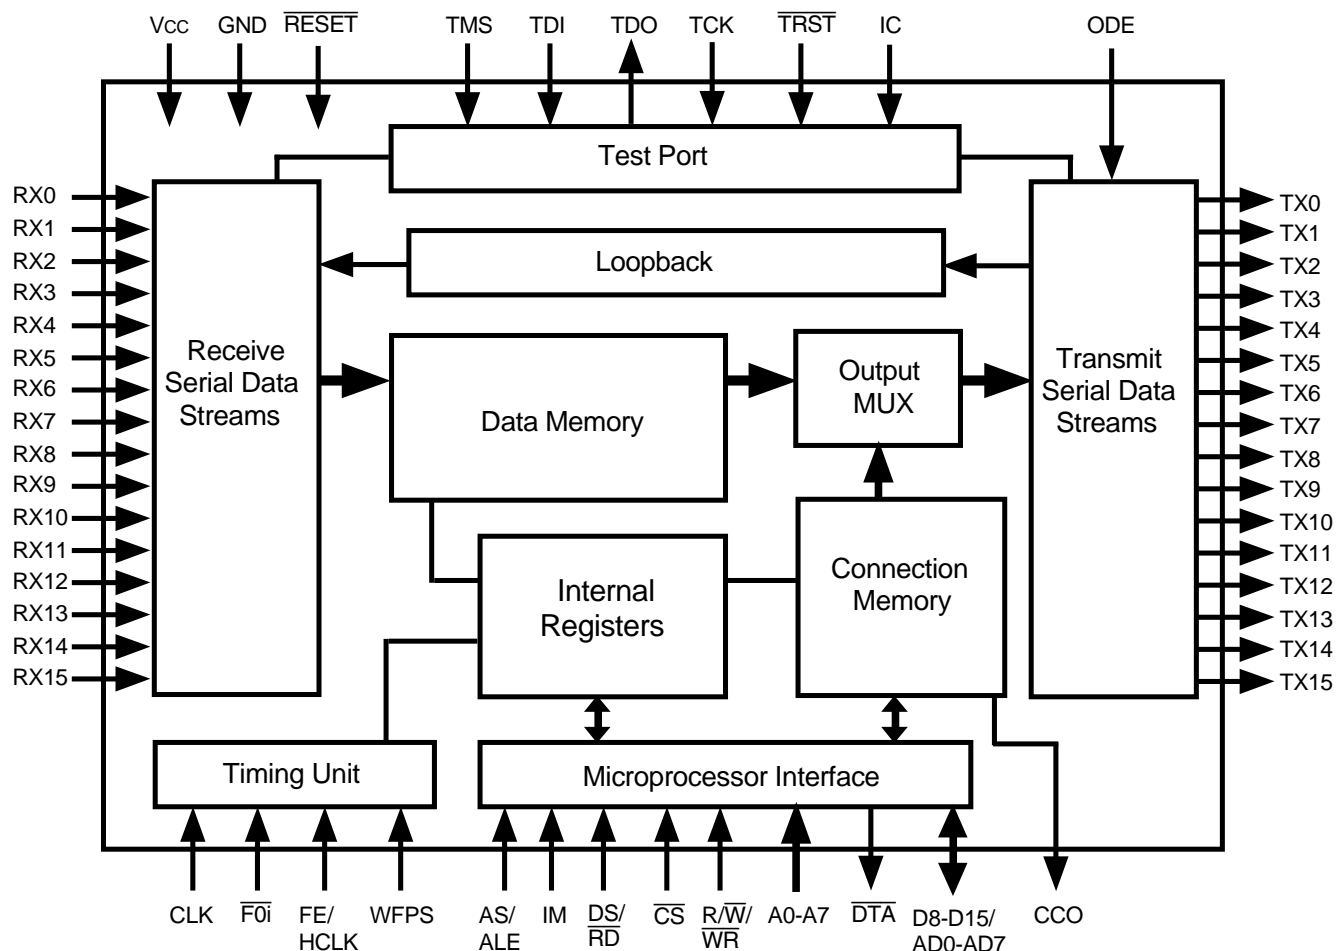 VCC GND RESET TMS TDI TDO TCK TRST IC ODE
Test Port
RX0
RX1
RX2
RX3
RX4
RX5
RX6
RX7
RX8
RX9
RX10
RX11
RX12
RX13
RX14
RX15
Receive
Serial Data
Streams
Loopback
Data Memory
Output
MUX
Transmit
Serial Data
Streams
Internal
Registers
Connection
Memory
TX0
TX1
TX2
TX3
TX4
TX5
TX6
TX7
TX8
TX9
TX10
TX11
TX12
TX13
TX14
TX15
Timing Unit
Microprocessor Interface
CLK
F0i
FE/
HCLK
WFPS
AS/
ALE
IM
DS/
RD
CS
R/W/
WR
A0-A7
DTA
D8-D15/
AD0-AD7
CCO